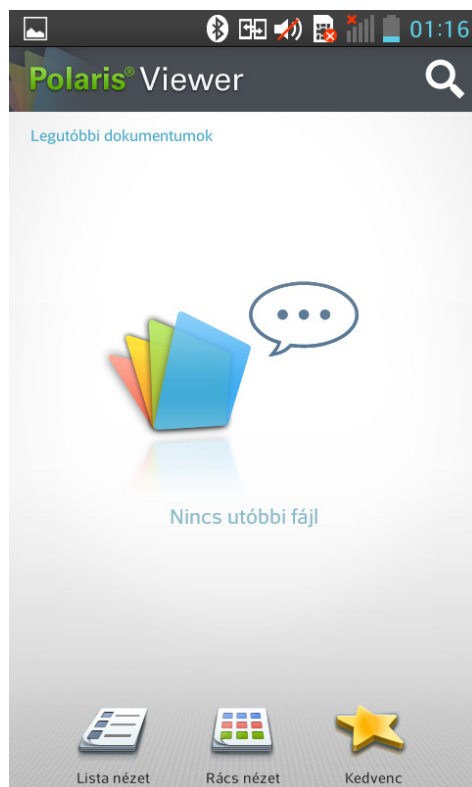 01:16
Polaris® Viewer
Legutóbbi dokumentumok
Nincs utóbbi fájl
Lista nézet
Rács nézet
Kedvenc